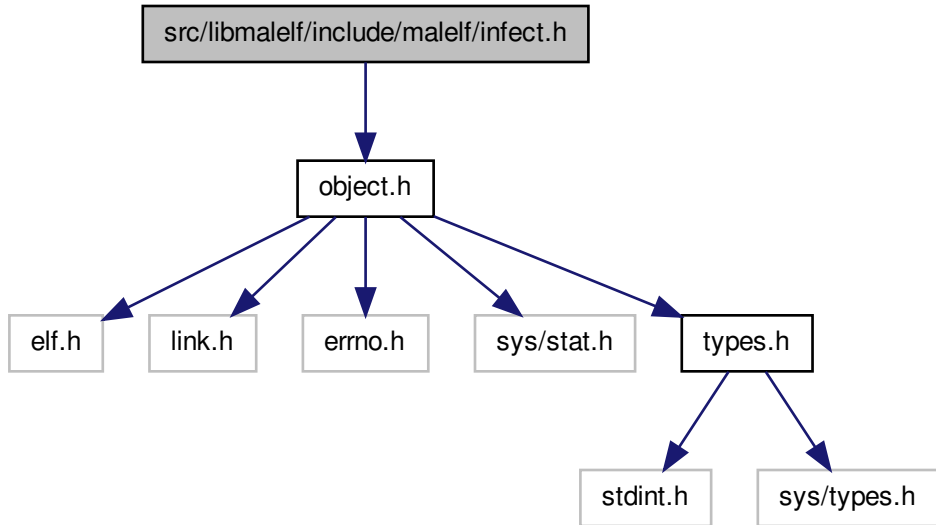 src/libmalelf/include/malelf/infect.h
object.h
elf.h
link.h
errno.h
sys/stat.h
types.h
stdint.h
sys/types.h